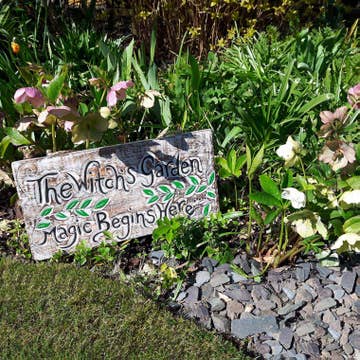 The Witch's Garden
Magic Begins Here